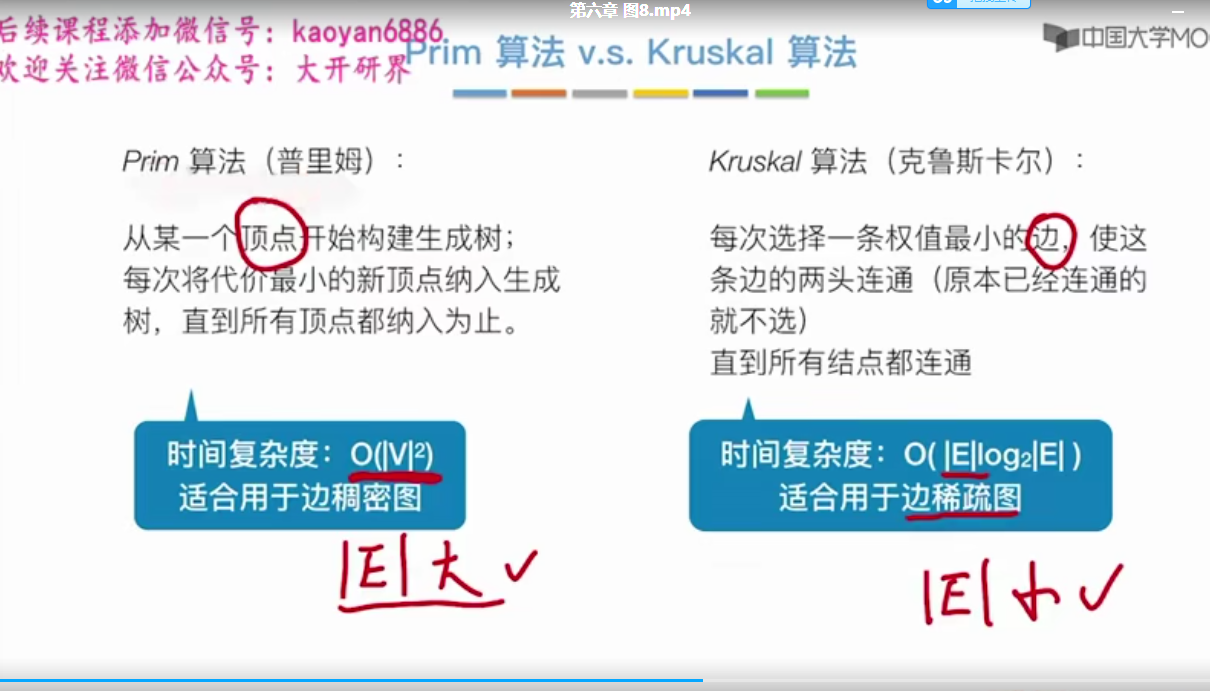 第六章 图8.mp4
后续课程添加微信号：kaoyan6886
欢迎关注微信公众号：大开研界
中国大学MO
Prim 算法 v.s. Kruskal 算法
Prim 算法（普里姆）：
从某一个顶点开始构建生成树；
每次将代价最小的新顶点纳入生成
树，直到所有顶点都纳入为止。
时间复杂度：O(|V|²)
适合用于边稠密图
|E|大✓
Kruskal 算法（克鲁斯卡尔）：
每次选择一条权值最小的边，使这
条边的两头连通（原本已经连通的
就不选）
直到所有结点都连通
时间复杂度：O( |E|log₂|E| )
适合用于边稀疏图
|E|小✓